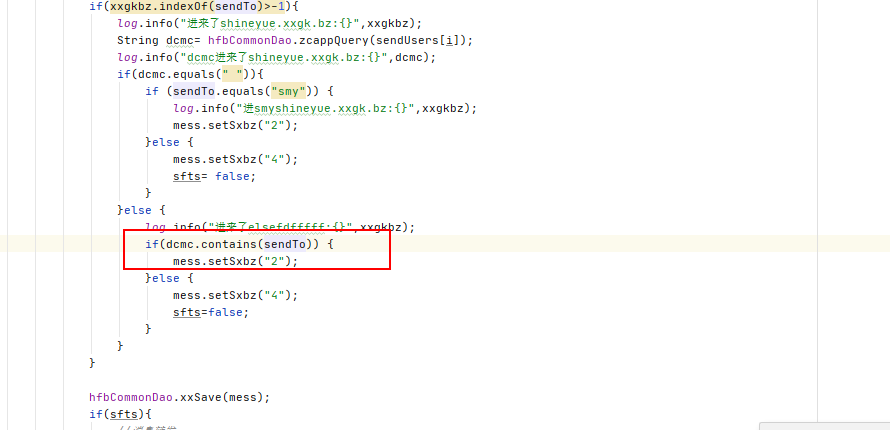 if(xxgkbz.indexOf(sendTo)>-1){
log.info("进来了shineyue.xxgk.bz:{}",xxgkbz);
String dcmc= hfbCommonDao.zcappQuery(sendUsers[i]);
log.info("dcmc进来了shineyue.xxgk.bz:{}",dcmc);
if(dcmc.equals(" ")){
if (sendTo.equals("smy")) {
log.info("进smyshineyue.xxgk.bz:{}",xxgkbz);
mess.setSxbz("2");
}else {
mess.setSxbz("4");
sfts= false;
}
}else {
log.info("进来了elsefdfffff:{}",xxgkbz);
if(dcmc.contains(sendTo)) {
mess.setSxbz("2");
}else {
mess.setSxbz("4");
sfts=false;
}
}
}
hfbCommonDao.xxSave(mess);
if(sfts){